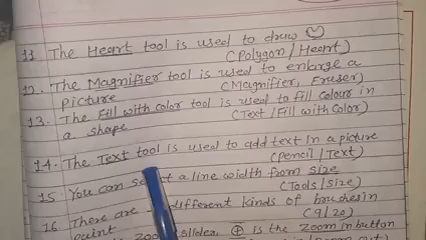 11. The Heart tool is used to draw ♡
(Polygon / Heart)
12. The Magnifier tool is used to enlarge a
picture (Magnifier, Eraser)
13. The Fill with color tool is used to fill colour in
a shape (Text / Fill with Color)
14. The Text tool is used to add text In a picture
(pencil / Text)
15. You can a line width from size
(Tools / Size)
16. There are different kinds of brushes in
paint (9 / 20)
slider, ⊕ is the zoom in button